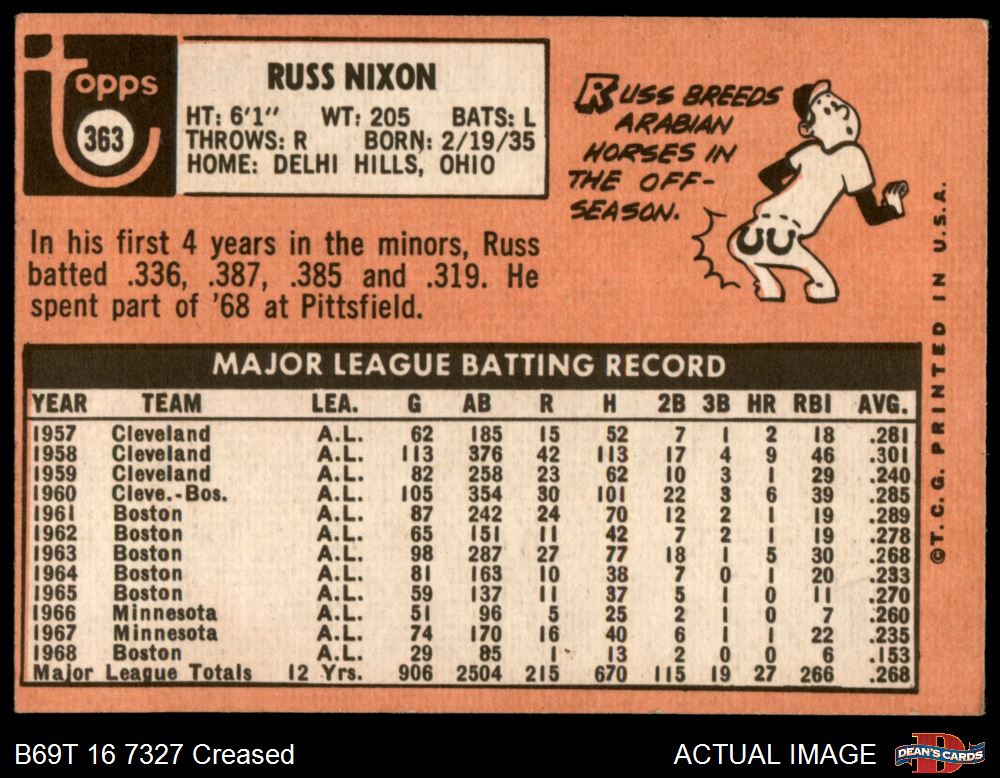 topps
363
RUSS NIXON
HT: 6'1" WT: 205 BATS: L
THROWS: R BORN: 2/19/35
HOME: DELHI HILLS, OHIO
RUSS BREEDS
ARABIAN
HORSES IN
THE OFF-
SEASON.
In his first 4 years in the minors, Russ
batted .336, .387, .385 and .319. He
spent part of '68 at Pittsfield.
MAJOR LEAGUE BATTING RECORD
YEAR TEAM LEA. G AB R H 2B 3B HR RBI AVG.
1957 Cleveland A.L. 62 185 15 52 7 1 2 18 .281
1958 Cleveland A.L. 113 376 42 113 17 4 9 46 .301
1959 Cleveland A.L. 82 258 23 62 10 3 1 29 .240
1960 Cleve.-Bos. A.L. 105 354 30 101 22 3 6 39 .285
1961 Boston A.L. 87 242 24 70 12 2 1 19 .289
1962 Boston A.L. 65 151 11 42 7 2 1 19 .278
1963 Boston A.L. 98 287 27 77 18 1 5 30 .268
1964 Boston A.L. 81 163 10 38 7 0 1 20 .233
1965 Boston A.L. 59 137 11 37 5 1 0 11 .270
1966 Minnesota A.L. 51 96 5 25 2 1 0 7 .260
1967 Minnesota A.L. 74 170 16 40 6 1 1 22 .235
1968 Boston A.L. 29 85 1 13 2 0 0 6 .153
Major League Totals 12 Yrs. 906 2504 215 670 115 19 27 266 .268
©T.C.G. PRINTED IN U.S.A.
B69T 16 7327 Creased
ACTUAL IMAGE
D
DEAN'S CARDS